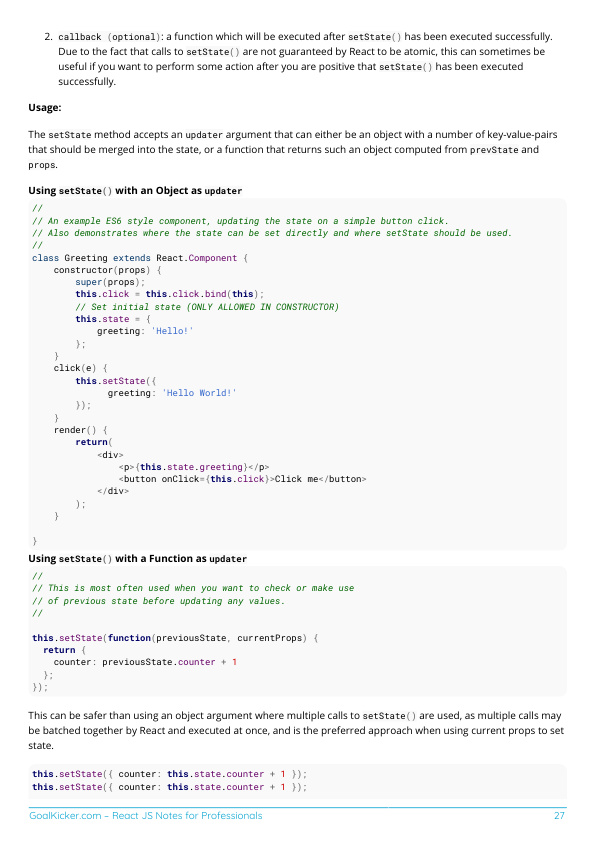 2. callback (optional): a function which will be executed after setState() has been executed successfully.
Due to the fact that calls to setState() are not guaranteed by React to be atomic, this can sometimes be
useful if you want to perform some action after you are positive that setState() has been executed
successfully.
Usage:
The setState method accepts an updater argument that can either be an object with a number of key-value-pairs
that should be merged into the state, or a function that returns such an object computed from prevState and
props.
Using setState() with an Object as updater
//
// An example ES6 style component, updating the state on a simple button click.
// Also demonstrates where the state can be set directly and where setState should be used.
//
class Greeting extends React.Component {
    constructor(props) {
        super(props);
        this.click = this.click.bind(this);
        // Set initial state (ONLY ALLOWED IN CONSTRUCTOR)
        this.state = {
            greeting: 'Hello!'
        };
    }
    click(e) {
        this.setState({
              greeting: 'Hello World!'
        });
    }
    render() {
        return(
            <div>
                <p>{this.state.greeting}</p>
                <button onClick={this.click}>Click me</button>
            </div>
        );
    }
}
Using setState() with a Function as updater
//
// This is most often used when you want to check or make use
// of previous state before updating any values.
//
this.setState(function(previousState, currentProps) {
  return {
    counter: previousState.counter + 1
  };
});
This can be safer than using an object argument where multiple calls to setState() are used, as multiple calls may
be batched together by React and executed at once, and is the preferred approach when using current props to set
state.
this.setState({ counter: this.state.counter + 1 });
this.setState({ counter: this.state.counter + 1 });
GoalKicker.com – React JS Notes for Professionals 27